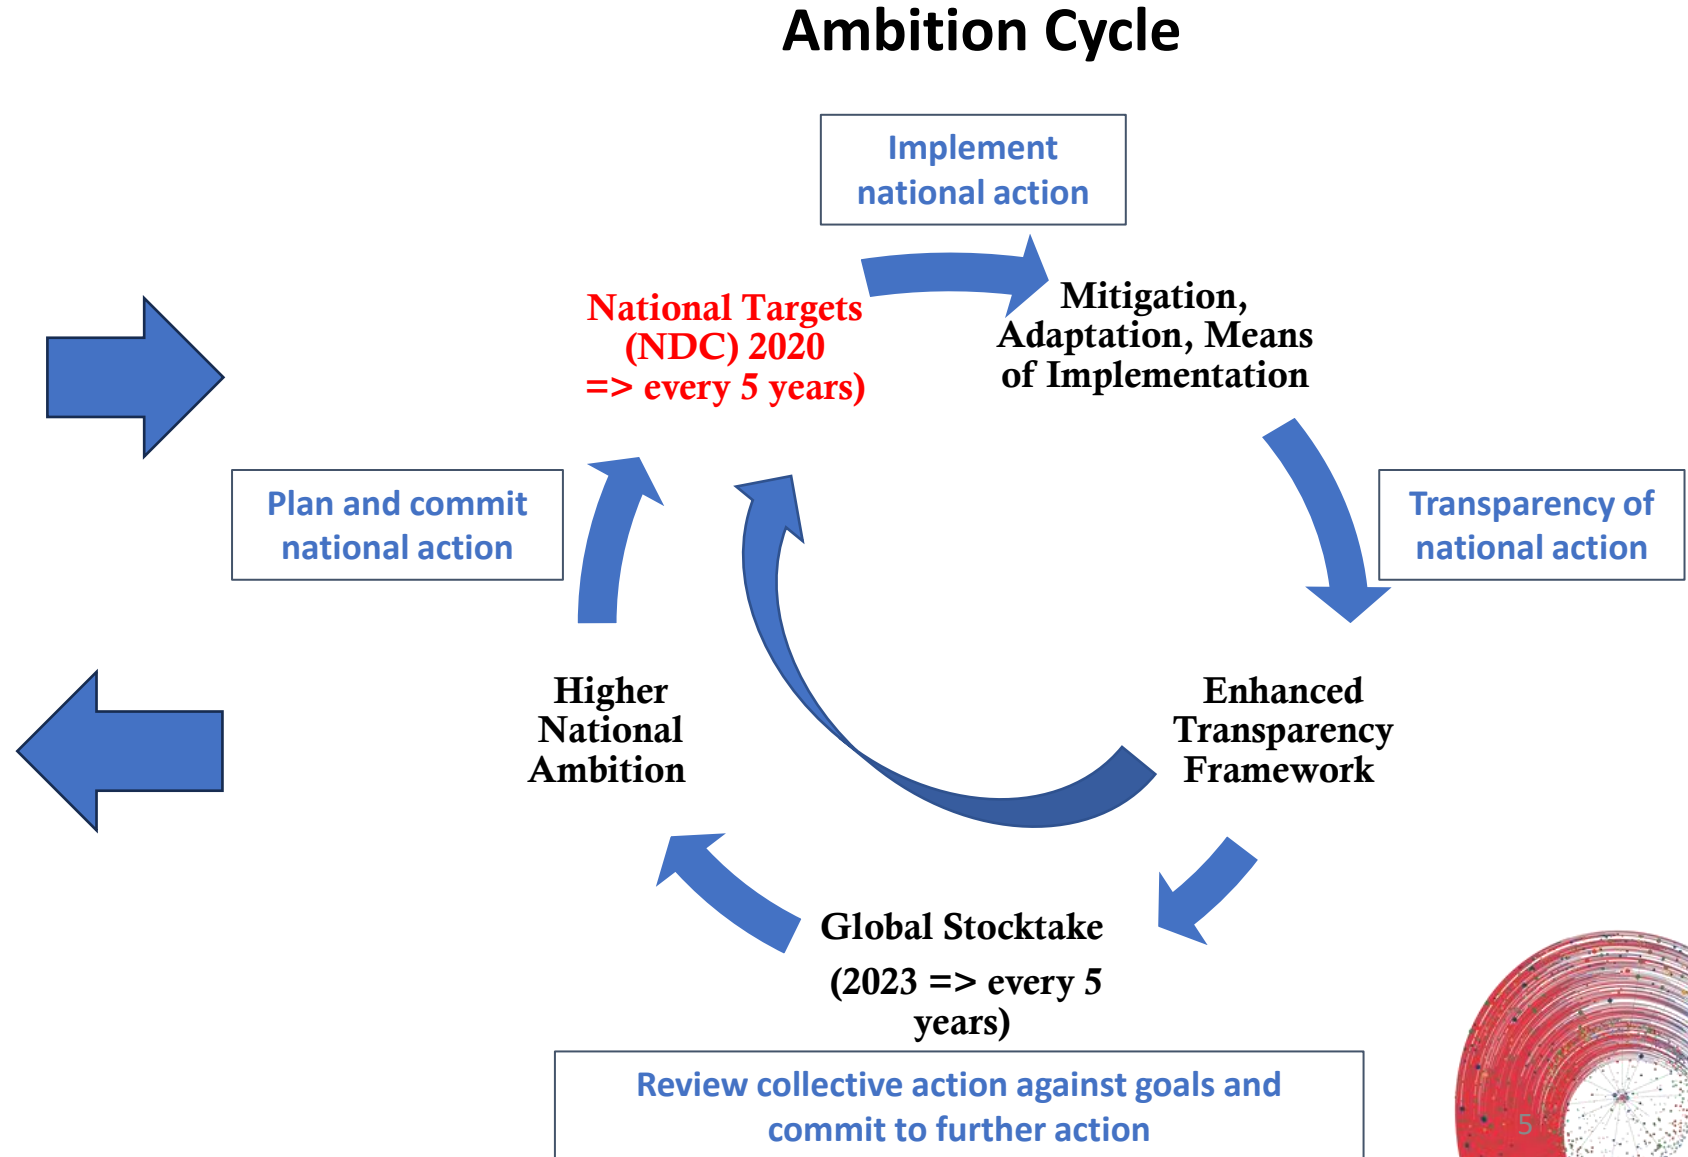 Ambition Cycle
Implement
national action
National Targets
(NDC) 2020
=> every 5 years)
Mitigation,
Adaptation, Means
of Implementation
Plan and commit
national action
Transparency of
national action
Higher
National
Ambition
Enhanced
Transparency
Framework
Global Stocktake
(2023 => every 5
years)
Review collective action against goals and
commit to further action
5